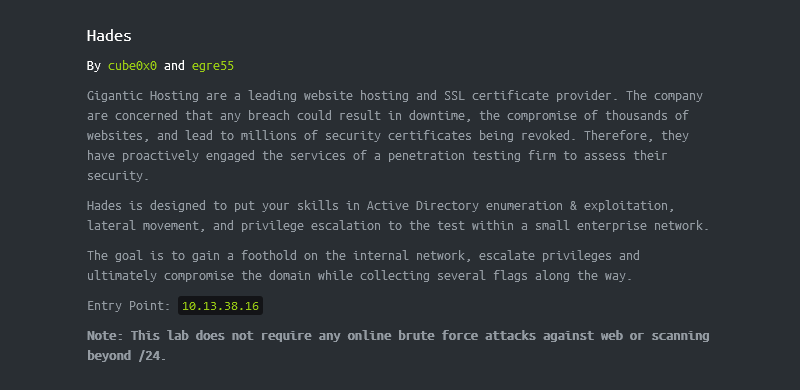 Hades
By cube0x0 and egre55
Gigantic Hosting are a leading website hosting and SSL certificate provider. The company
are concerned that any breach could result in downtime, the compromise of thousands of
websites, and lead to millions of security certificates being revoked. Therefore, they
have proactively engaged the services of a penetration testing firm to assess their
security.
Hades is designed to put your skills in Active Directory enumeration & exploitation,
lateral movement, and privilege escalation to the test within a small enterprise network.
The goal is to gain a foothold on the internal network, escalate privileges and
ultimately compromise the domain while collecting several flags along the way.
Entry Point: 10.13.38.16
Note: This lab does not require any online brute force attacks against web or scanning
beyond /24.